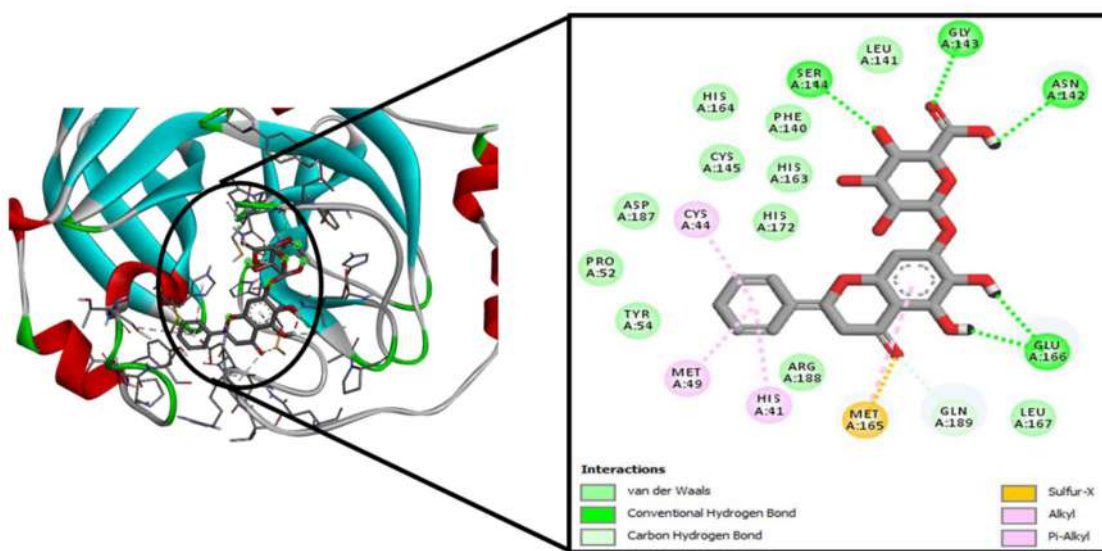 GLY
A:143
LEU
A:141
SER
A:144
ASN
A:142
HIS
A:164
PHE
A:140
CYS
A:145
HIS
A:163
ASP
A:187
CYS
A:44
HIS
A:172
PRO
A:52
TYR
A:54
GLU
A:166
ARG
A:188
MET
A:49
HIS
A:41
MET
A:165
GLN
A:189
LEU
A:167
Interactions
van der Waals
Conventional Hydrogen Bond
Carbon Hydrogen Bond
Sulfur-X
Alkyl
Pi-Alkyl